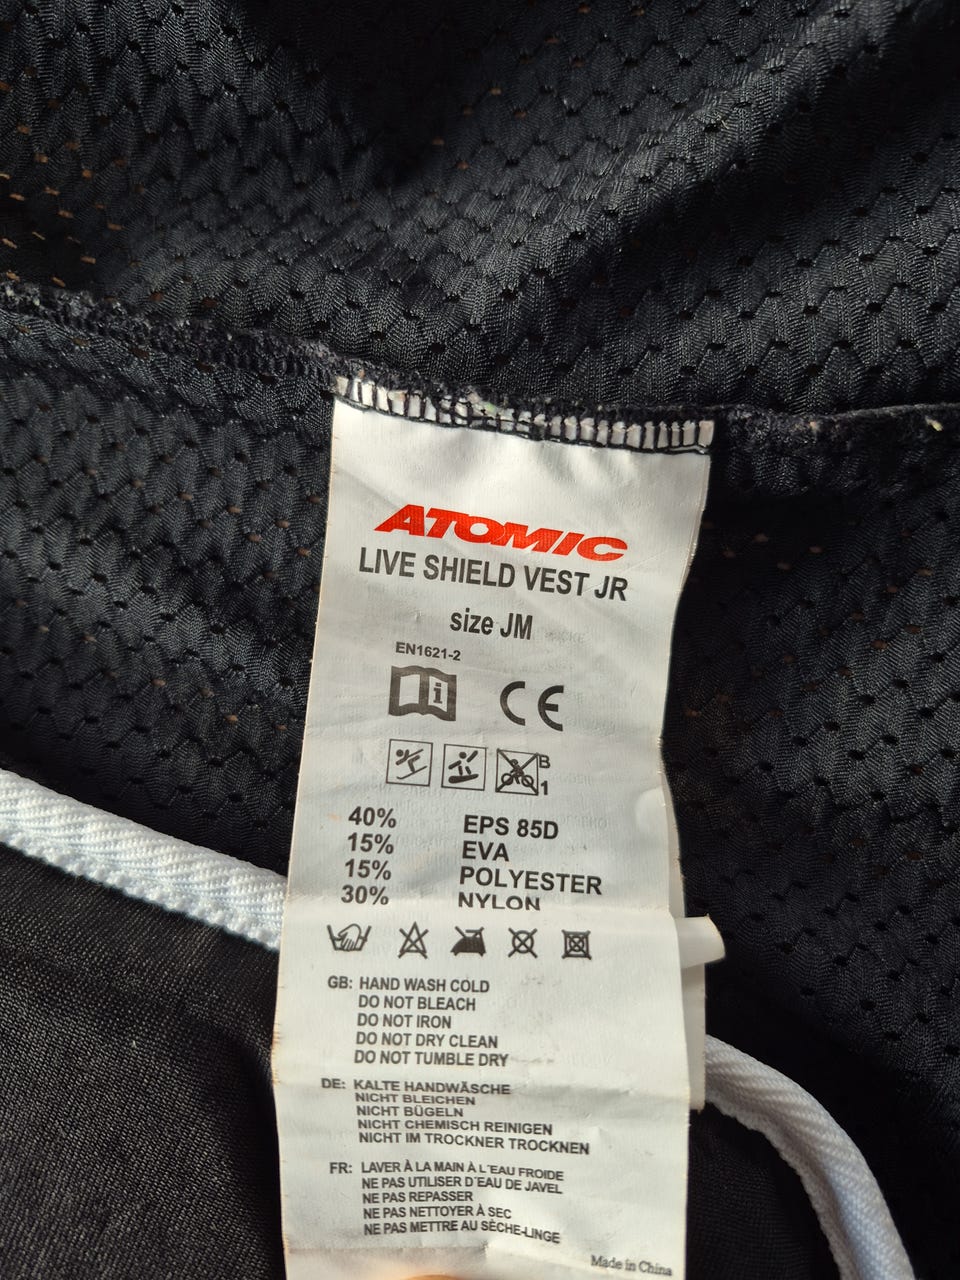 ATOMIC
LIVE SHIELD VEST JR
size JM
EN1621-2
i
CE
B
1
40% EPS 85D
15% EVA
15% POLYESTER
30% NYLON
GB: HAND WASH COLD
DO NOT BLEACH
DO NOT IRON
DO NOT DRY CLEAN
DO NOT TUMBLE DRY
DE: KALTE HANDWÄSCHE
NICHT BLEICHEN
NICHT BÜGELN
NICHT CHEMISCH REINIGEN
NICHT IM TROCKNER TROCKNEN
FR: LAVER À LA MAIN À L´EAU FROIDE
NE PAS UTILISER D´EAU DE JAVEL
NE PAS REPASSER
NE PAS NETTOYER À SEC
NE PAS METTRE AU SÈCHE-LINGE
Made in China